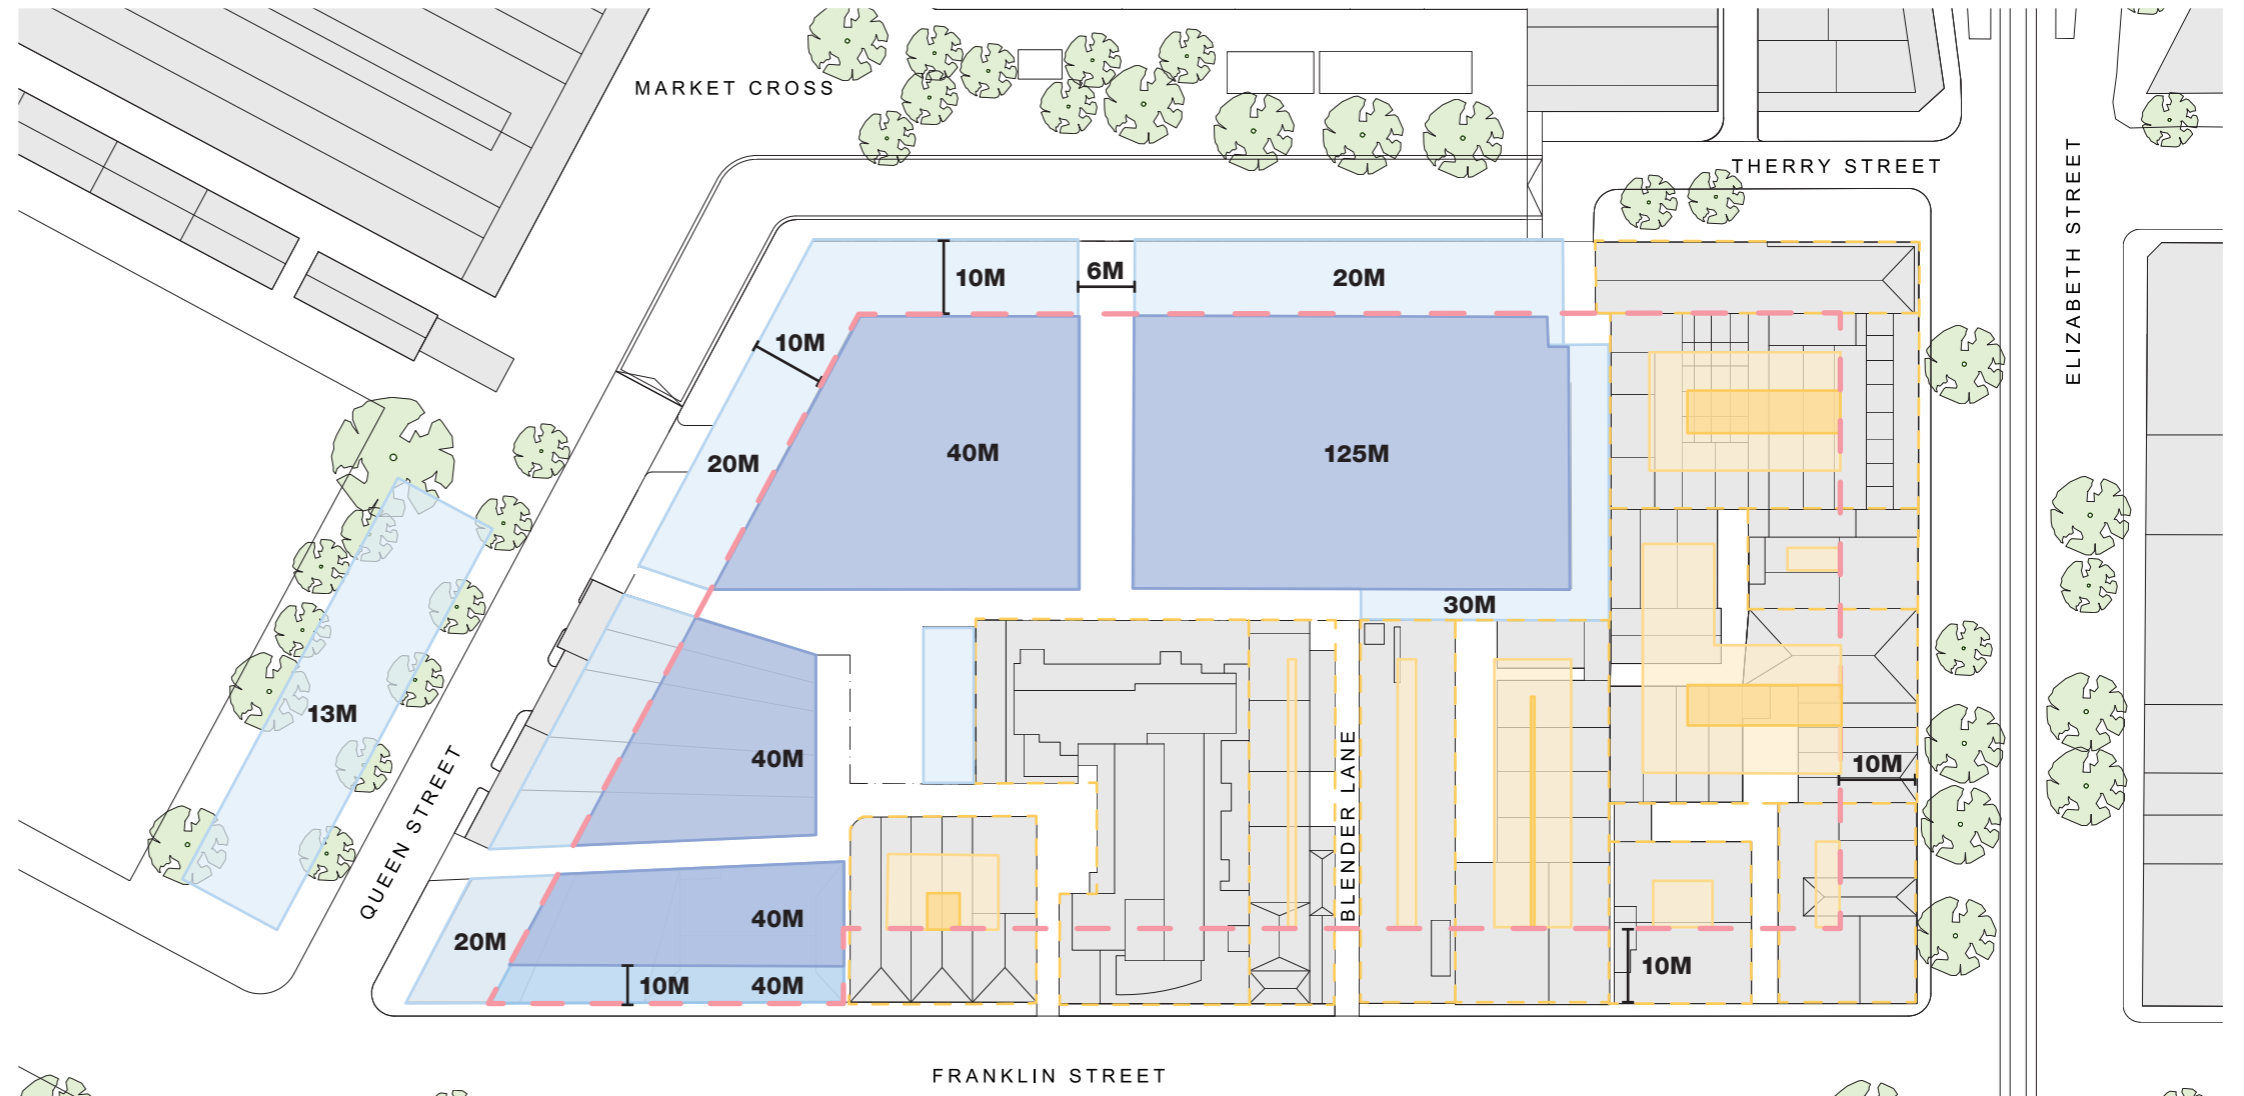 MARKET CROSS
THERRY STREET
ELIZABETH STREET
10M
6M
20M
10M
20M
40M
125M
30M
13M
40M
QUEEN STREET
BLENDER LANE
10M
40M
20M
10M
40M
10M
FRANKLIN STREET